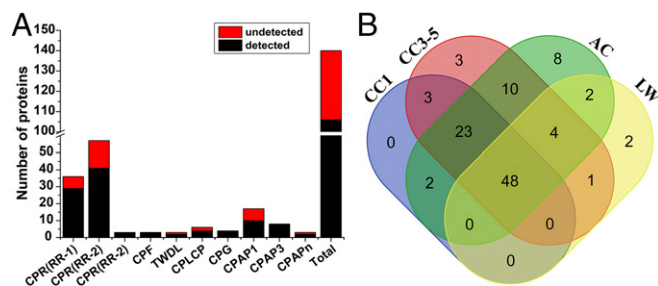 A
undetected
detected
Number of proteins
150
140
130
120
110
100
50
40
30
20
10
0
CPR(RR-1)
CPR(RR-2)
CPR(RR-2)
CPF
TWDL
CPLCP
CPG
CPAP1
CPAP3
CPAPn
Total
B
CC1
CC3-5
AC
LW
3
8
3
10
2
0
23
4
2
2
48
1
0
0
0